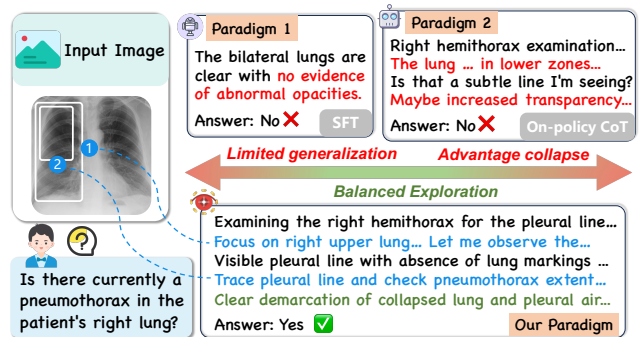 Input Image
1
2
Is there currently a
pneumothorax in the
patient's right lung?
Paradigm 1
The bilateral lungs are
clear with no evidence
of abnormal opacities.
Answer: No
SFT
Paradigm 2
Right hemithorax examination...
The lung ... in lower zones...
Is that a subtle line I'm seeing?
Maybe increased transparency...
Answer: No
On-policy CoT
Limited generalization
Advantage collapse
Balanced Exploration
Examining the right hemithorax for the pleural line...
Focus on right upper lung... Let me observe the...
Visible pleural line with absence of lung markings ...
Trace pleural line and check pneumothorax extent...
Clear demarcation of collapsed lung and pleural air...
Answer: Yes
Our Paradigm